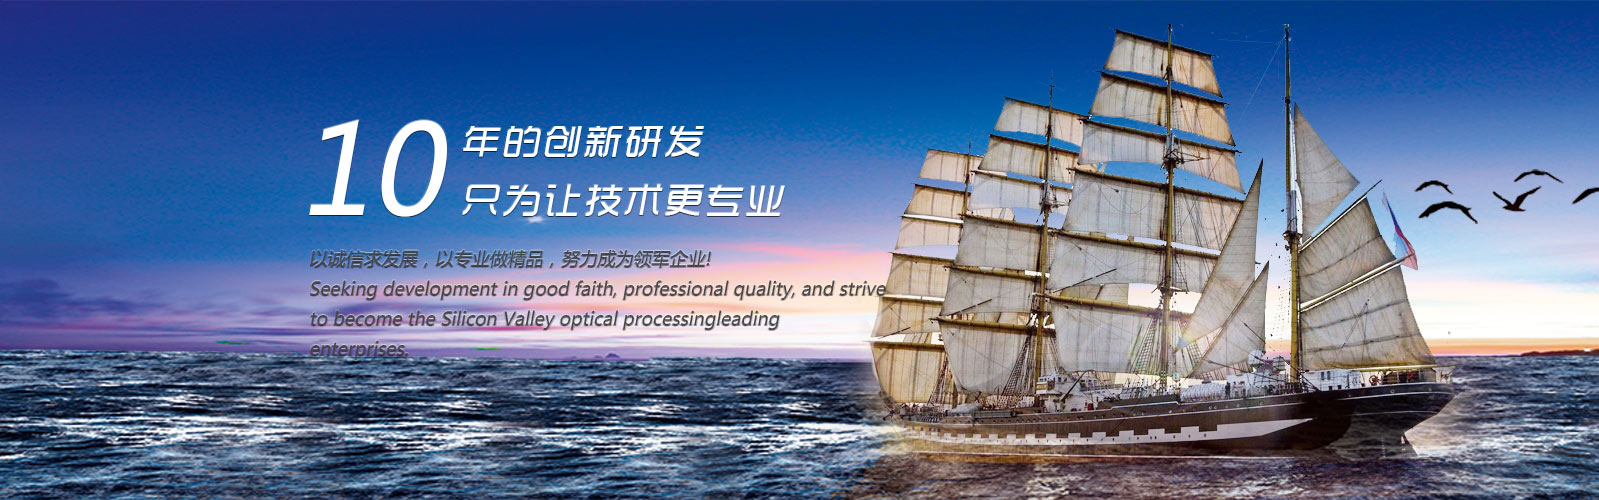 10年的创新研发
只为让技术更专业
以诚信求发展，以专业做精品，努力成为领军企业!
Seeking development in good faith, professional quality, and strive
to become the Silicon Valley optical processingleading
enterprises.